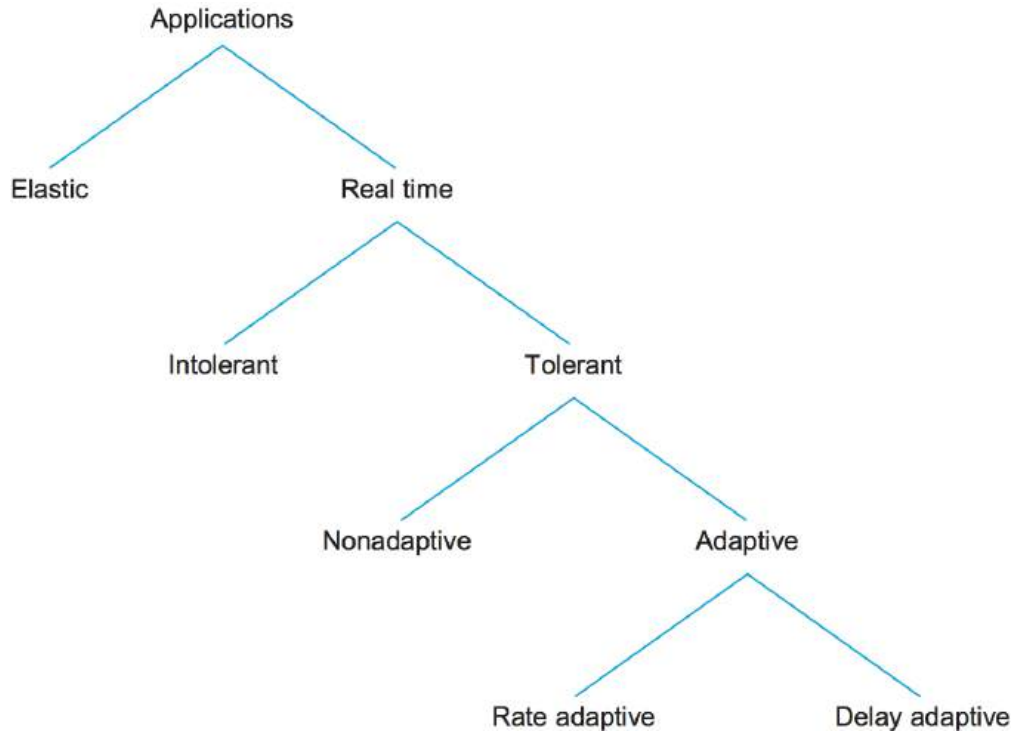 Applications
Elastic
Real time
Intolerant
Tolerant
Nonadaptive
Adaptive
Rate adaptive
Delay adaptive